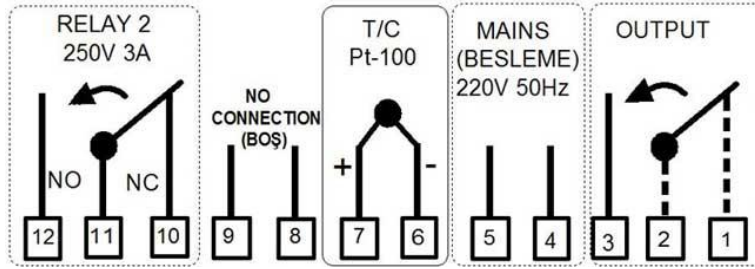 RELAY 2
250V 3A
NO
NC
12
11
10
NO
CONNECTION
(BOŞ)
9
8
T/C
Pt-100
+
-
7
6
MAINS
(BESLEME)
220V 50Hz
5
4
OUTPUT
3
2
1